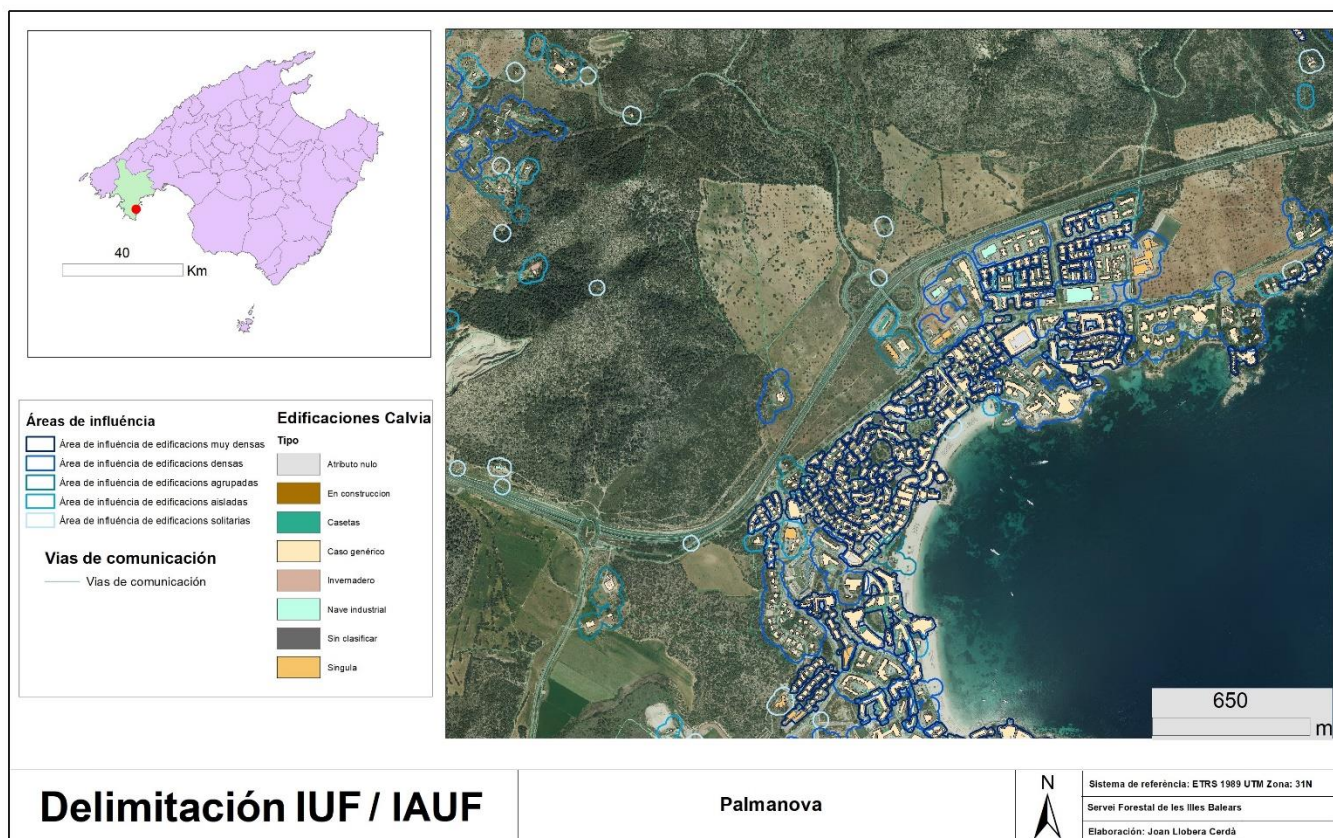 40
Km
Áreas de influéncia
Área de influéncia de edificacions muy densas
Área de influéncia de edificacions densas
Área de influéncia de edificacions agrupadas
Área de influéncia de edificacions aisladas
Área de influéncia de edificacions solitarias
Vias de comunicación
Vias de comunicación
Edificaciones Calvia
Tipo
Atributo nulo
En construccion
Casetas
Caso genérico
Invernadero
Nave industrial
Sin clasificar
Singula
650
m
Delimitación IUF / IAUF
Palmanova
N
Sistema de referència: ETRS 1989 UTM Zona: 31N
Servei Forestal de les Illes Balears
Elaboración: Joan Llobera Cerdà